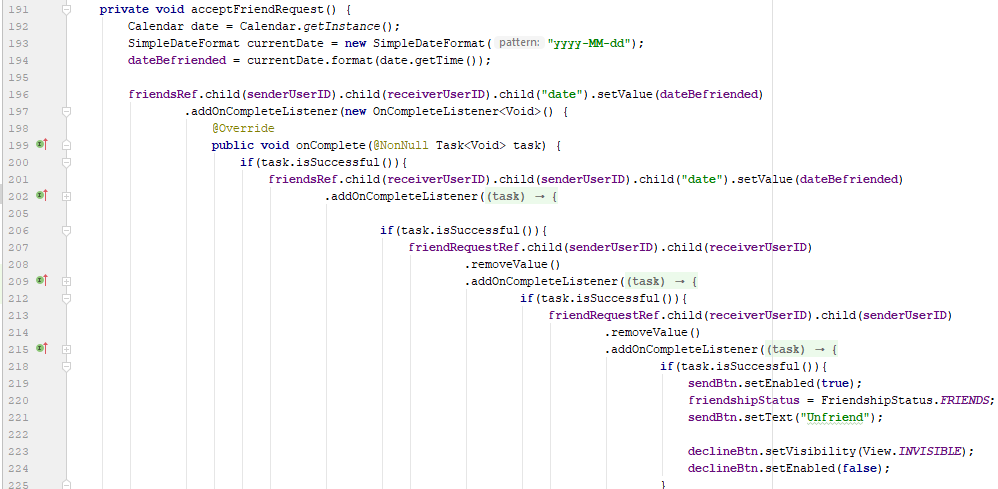 191 private void acceptFriendRequest() {
192 Calendar date = Calendar.getInstance();
193 SimpleDateFormat currentDate = new SimpleDateFormat( pattern: "yyyy-MM-dd");
194 dateBefriended = currentDate.format(date.getTime());
195
196 friendsRef.child(senderUserID).child(receiverUserID).child("date").setValue(dateBefriended)
197 .addOnCompleteListener(new OnCompleteListener<Void>() {
198 @Override
199 public void onComplete(@NonNull Task<Void> task) {
200 if(task.isSuccessful()){
201 friendsRef.child(receiverUserID).child(senderUserID).child("date").setValue(dateBefriended)
202 .addOnCompleteListener((task) → {
205
206 if(task.isSuccessful()){
207 friendRequestRef.child(senderUserID).child(receiverUserID)
208 .removeValue()
209 .addOnCompleteListener((task) → {
212 if(task.isSuccessful()){
213 friendRequestRef.child(receiverUserID).child(senderUserID)
214 .removeValue()
215 .addOnCompleteListener((task) → {
218 if(task.isSuccessful()){
219 sendBtn.setEnabled(true);
220 friendshipStatus = FriendshipStatus.FRIENDS;
221 sendBtn.setText("Unfriend");
222
223 declineBtn.setVisibility(View.INVISIBLE);
224 declineBtn.setEnabled(false);
225 }